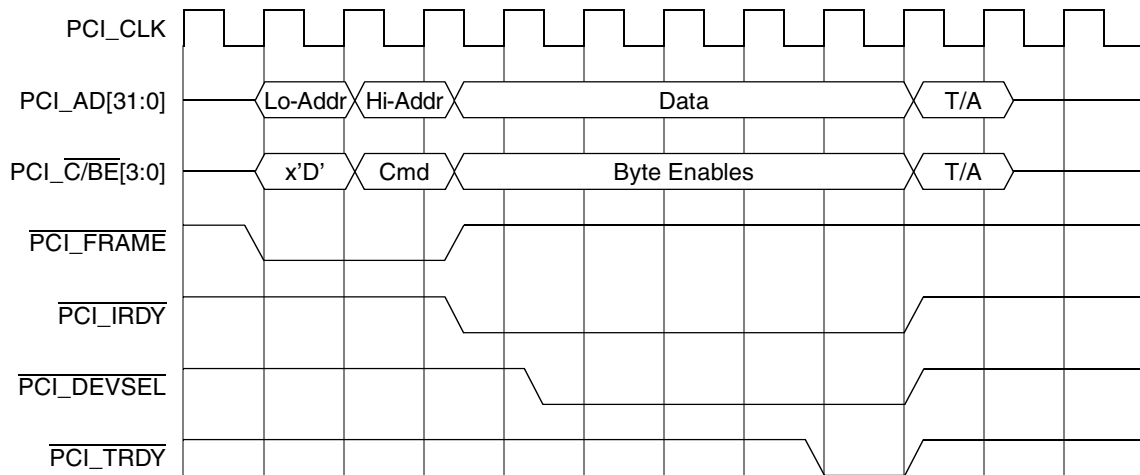 PCI_CLK
PCI_AD[31:0] Lo-Addr Hi-Addr Data T/A
PCI_C/BE[3:0] x'D' Cmd Byte Enables T/A
PCI_FRAME
PCI_IRDY
PCI_DEVSEL
PCI_TRDY